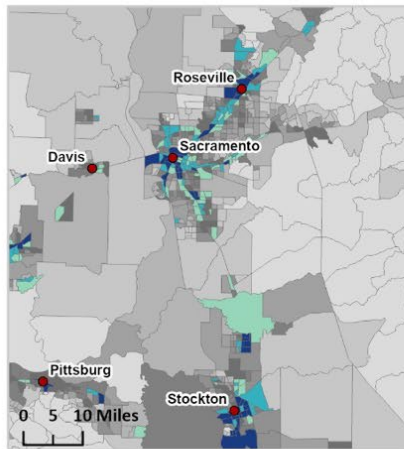 Roseville
Sacramento
Davis
Pittsburg
Stockton
0 5 10 Miles